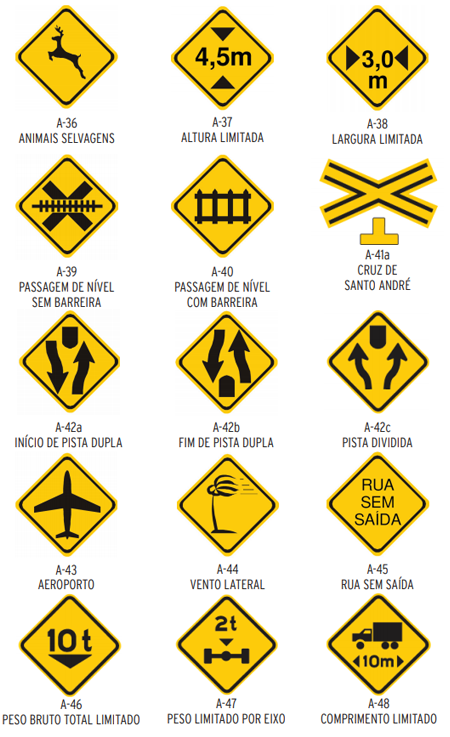 4,5m
3,0
m
A-36
ANIMAIS SELVAGENS
A-37
ALTURA LIMITADA
A-38
LARGURA LIMITADA
A-39
PASSAGEM DE NÍVEL
SEM BARREIRA
A-40
PASSAGEM DE NÍVEL
COM BARREIRA
A-41a
CRUZ DE
SANTO ANDRÉ
A-42a
INÍCIO DE PISTA DUPLA
A-42b
FIM DE PISTA DUPLA
A-42c
PISTA DIVIDIDA
RUA
SEM
SAÍDA
A-43
AEROPORTO
A-44
VENTO LATERAL
A-45
RUA SEM SAÍDA
10t
2t
10m
A-46
PESO BRUTO TOTAL LIMITADO
A-47
PESO LIMITADO POR EIXO
A-48
COMPRIMENTO LIMITADO